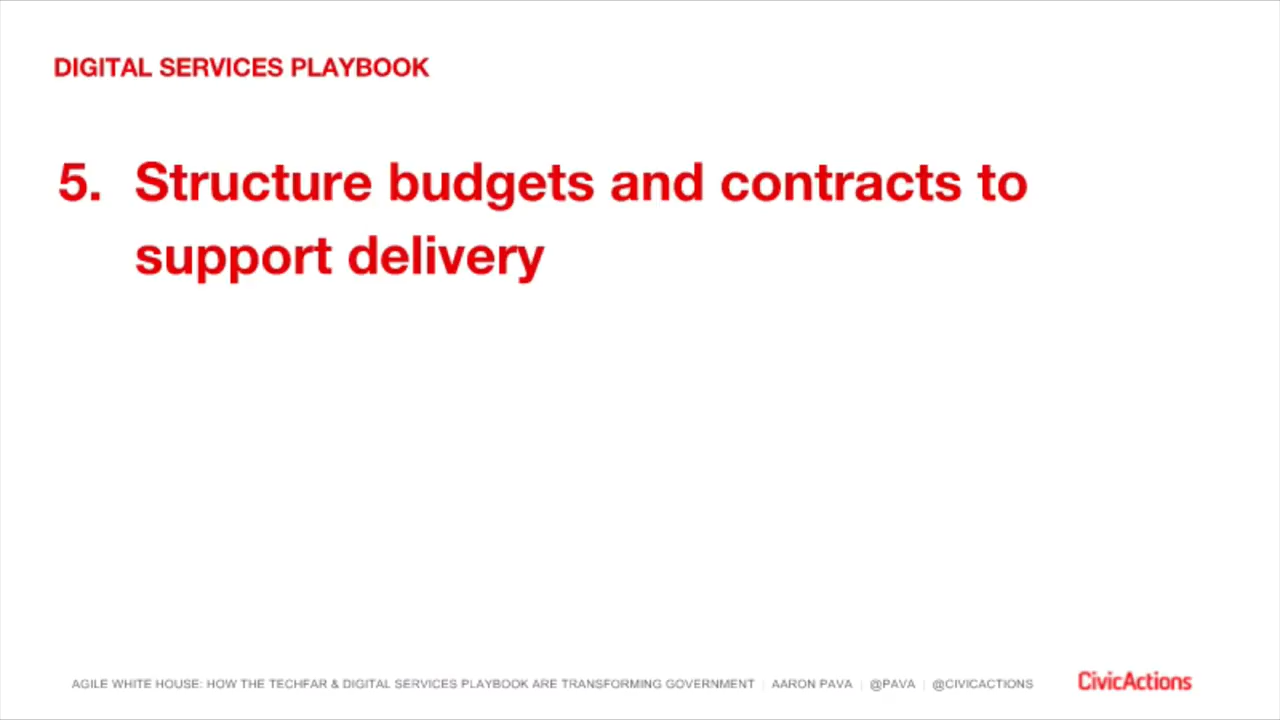 DIGITAL SERVICES PLAYBOOK
5. Structure budgets and contracts to
support delivery
AGILE WHITE HOUSE: HOW THE TECHFAR & DIGITAL SERVICES PLAYBOOK ARE TRANSFORMING GOVERNMENT | AARON PAVA | @PAVA | @CIVICACTIONS
CivicActions